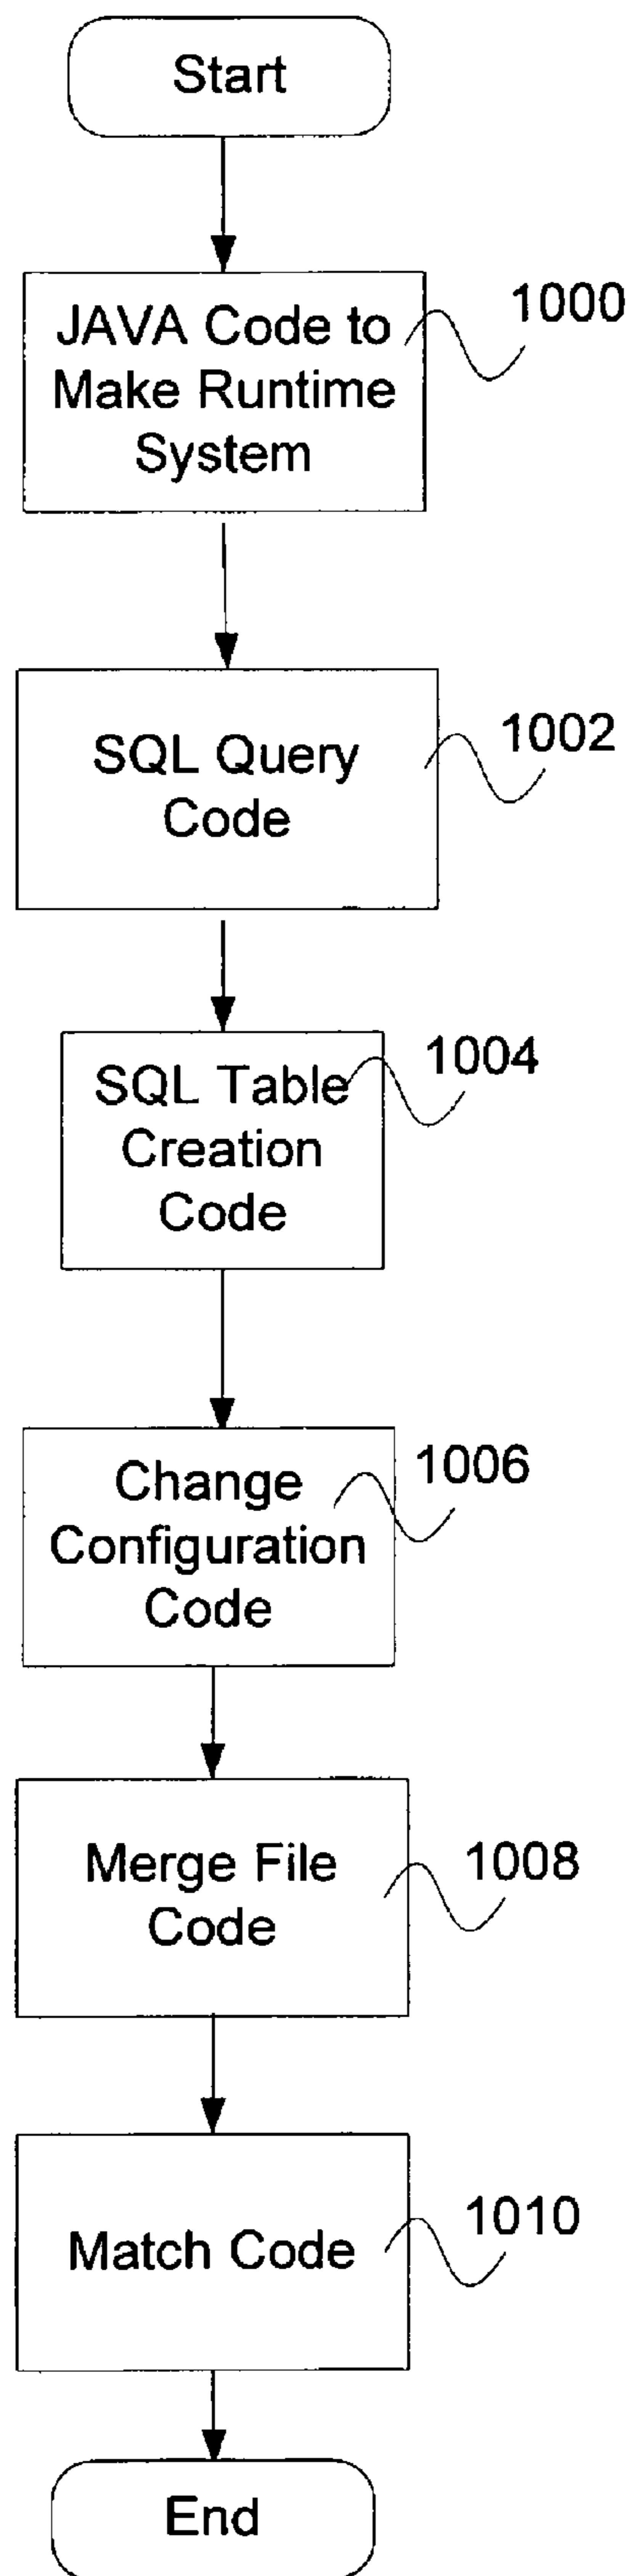 Start
JAVA Code to
Make Runtime
System
1000
SQL Query
Code
1002
SQL Table
Creation
Code
1004
Change
Configuration
Code
1006
Merge File
Code
1008
Match Code
1010
End